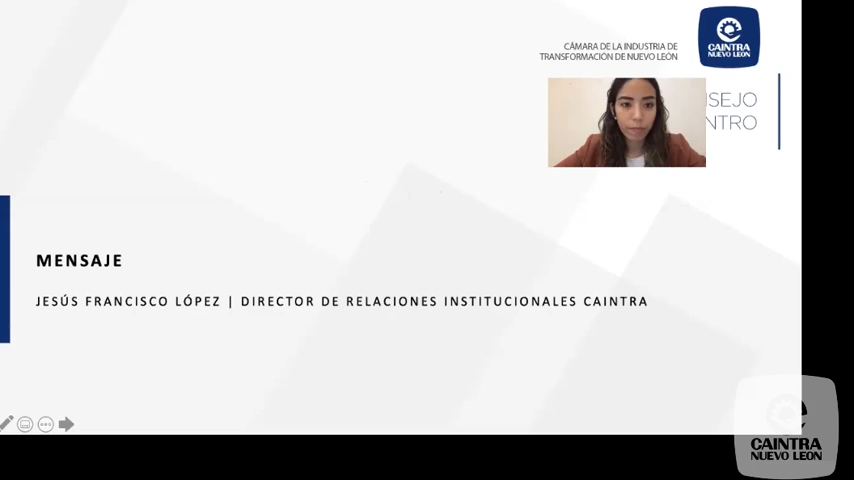 CÁMARA DE LA INDUSTRIA DE
TRANSFORMACIÓN DE NUEVO LEÓN
CAINTRA
NUEVO LEÓN
MENSAJE
JESÚS FRANCISCO LÓPEZ | DIRECTOR DE RELACIONES INSTITUCIONALES CAINTRA
CAINTRA
NUEVO LEÓN